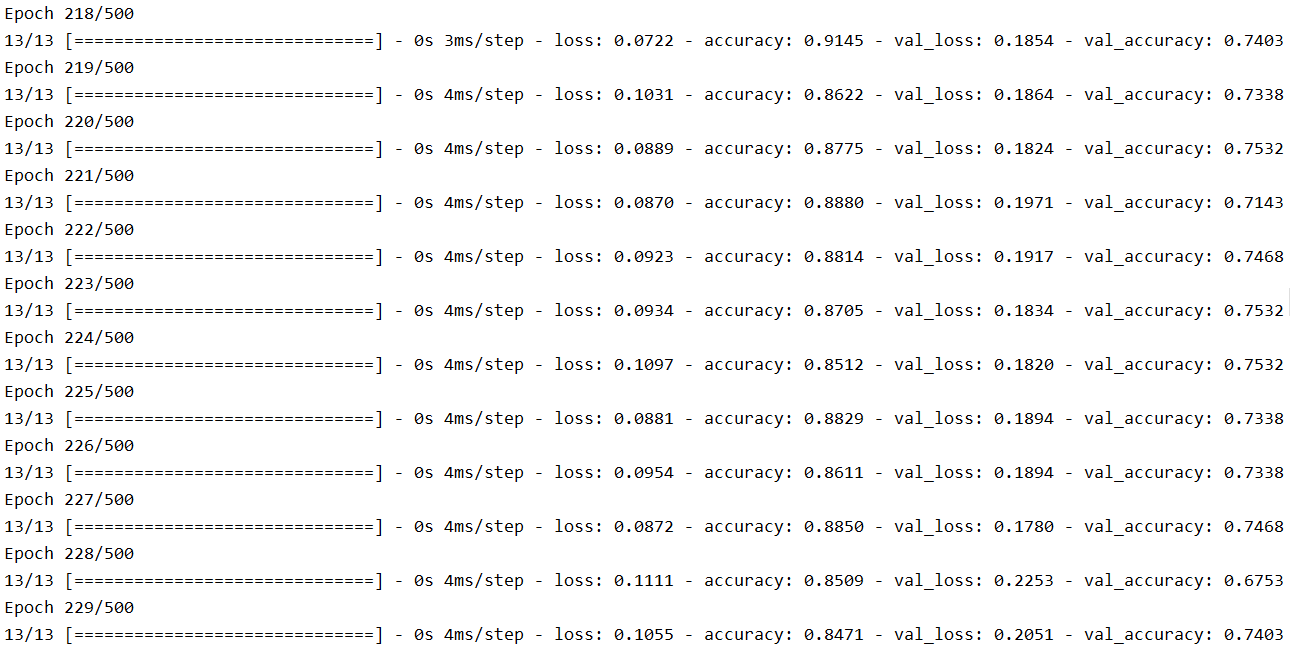 Epoch 218/500
13/13 [==============================] - 0s 3ms/step - loss: 0.0722 - accuracy: 0.9145 - val_loss: 0.1854 - val_accuracy: 0.7403
Epoch 219/500
13/13 [==============================] - 0s 4ms/step - loss: 0.1031 - accuracy: 0.8622 - val_loss: 0.1864 - val_accuracy: 0.7338
Epoch 220/500
13/13 [==============================] - 0s 4ms/step - loss: 0.0889 - accuracy: 0.8775 - val_loss: 0.1824 - val_accuracy: 0.7532
Epoch 221/500
13/13 [==============================] - 0s 4ms/step - loss: 0.0870 - accuracy: 0.8880 - val_loss: 0.1971 - val_accuracy: 0.7143
Epoch 222/500
13/13 [==============================] - 0s 4ms/step - loss: 0.0923 - accuracy: 0.8814 - val_loss: 0.1917 - val_accuracy: 0.7468
Epoch 223/500
13/13 [==============================] - 0s 4ms/step - loss: 0.0934 - accuracy: 0.8705 - val_loss: 0.1834 - val_accuracy: 0.7532
Epoch 224/500
13/13 [==============================] - 0s 4ms/step - loss: 0.1097 - accuracy: 0.8512 - val_loss: 0.1820 - val_accuracy: 0.7532
Epoch 225/500
13/13 [==============================] - 0s 4ms/step - loss: 0.0881 - accuracy: 0.8829 - val_loss: 0.1894 - val_accuracy: 0.7338
Epoch 226/500
13/13 [==============================] - 0s 4ms/step - loss: 0.0954 - accuracy: 0.8611 - val_loss: 0.1894 - val_accuracy: 0.7338
Epoch 227/500
13/13 [==============================] - 0s 4ms/step - loss: 0.0872 - accuracy: 0.8850 - val_loss: 0.1780 - val_accuracy: 0.7468
Epoch 228/500
13/13 [==============================] - 0s 4ms/step - loss: 0.1111 - accuracy: 0.8509 - val_loss: 0.2253 - val_accuracy: 0.6753
Epoch 229/500
13/13 [==============================] - 0s 4ms/step - loss: 0.1055 - accuracy: 0.8471 - val_loss: 0.2051 - val_accuracy: 0.7403